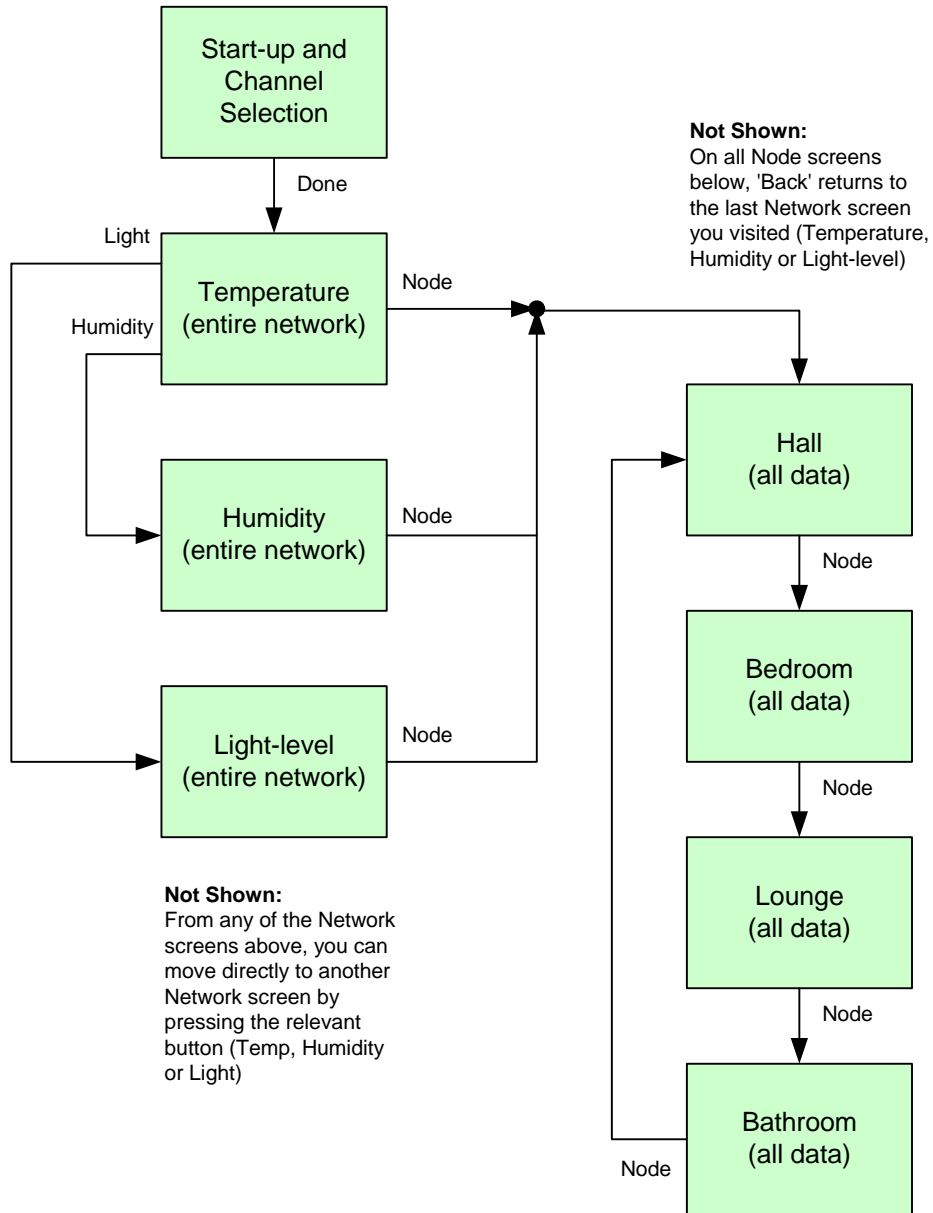 Start-up and
Channel
Selection
Done
Not Shown:
On all Node screens
below, 'Back' returns to
the last Network screen
you visited (Temperature,
Humidity or Light-level)
Light
Temperature
(entire network)
Node
Humidity
Hall
(all data)
Humidity
(entire network)
Node
Node
Bedroom
(all data)
Light-level
(entire network)
Node
Node
Not Shown:
From any of the Network
screens above, you can
move directly to another
Network screen by
pressing the relevant
button (Temp, Humidity
or Light)
Lounge
(all data)
Node
Bathroom
(all data)
Node